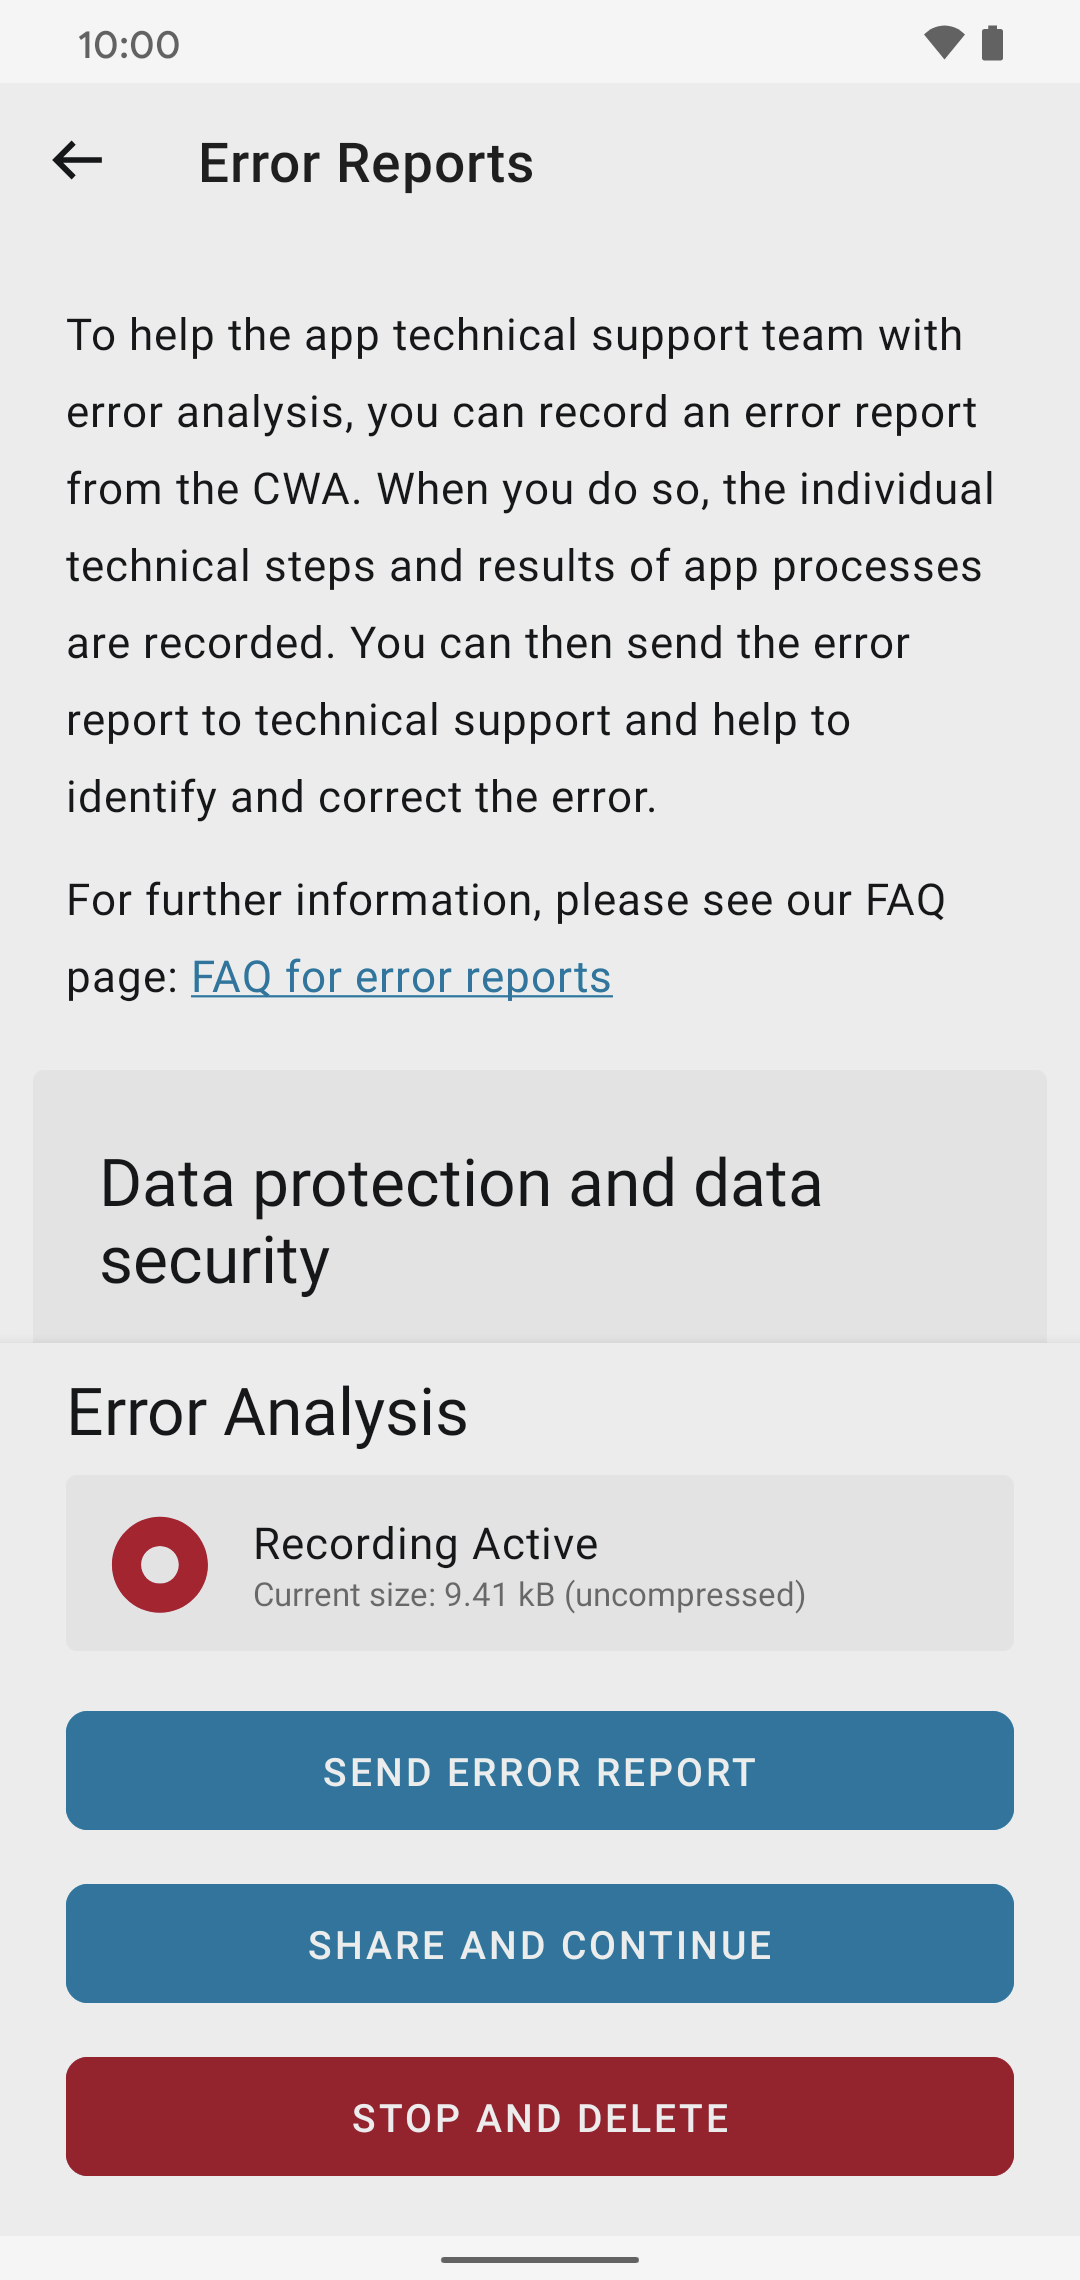 10:00
Error Reports
To help the app technical support team with
error analysis, you can record an error report
from the CWA. When you do so, the individual
technical steps and results of app processes
are recorded. You can then send the error
report to technical support and help to
identify and correct the error.
For further information, please see our FAQ
page: FAQ for error reports
Data protection and data
security
Error Analysis
Recording Active
Current size: 9.41 kB (uncompressed)
SEND ERROR REPORT
SHARE AND CONTINUE
STOP AND DELETE